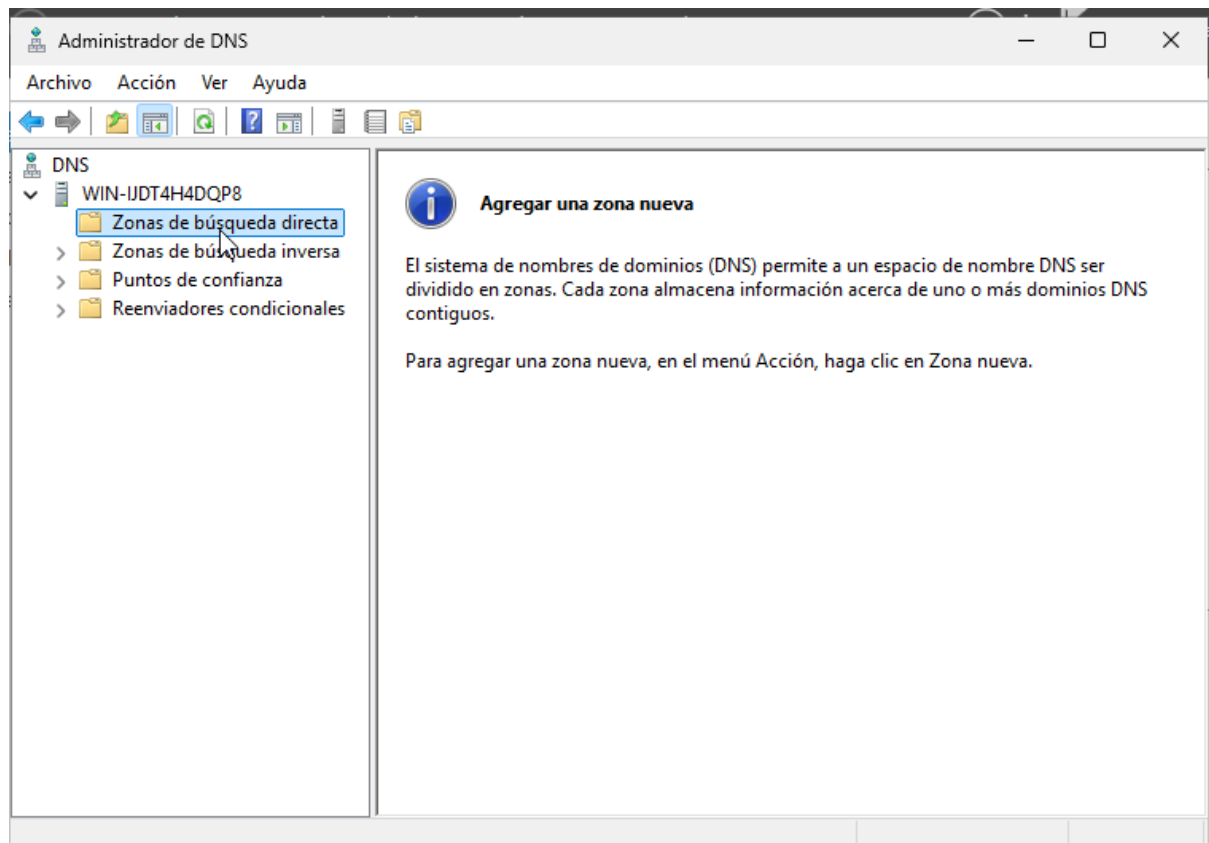 Administrador de DNS
Archivo Acción Ver Ayuda
DNS
WIN-IJDT4H4DQP8
Zonas de búsqueda directa
Zonas de búsqueda inversa
Puntos de confianza
Reenviadores condicionales
Agregar una zona nueva
El sistema de nombres de dominios (DNS) permite a un espacio de nombre DNS ser
dividido en zonas. Cada zona almacena información acerca de uno o más dominios DNS
contiguos.
Para agregar una zona nueva, en el menú Acción, haga clic en Zona nueva.